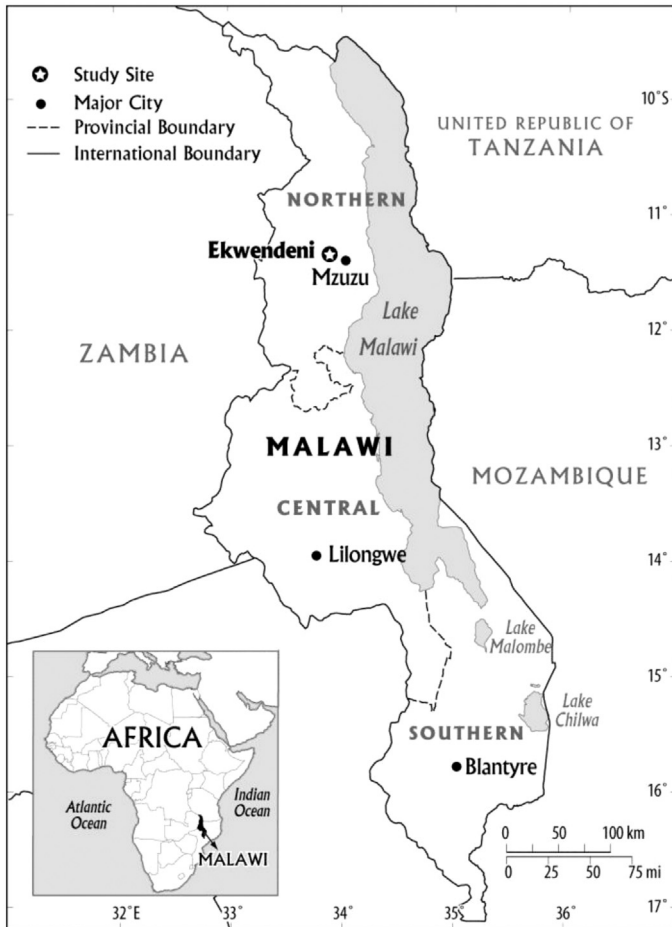 Study Site
Major City
Provincial Boundary
International Boundary
10°S
UNITED REPUBLIC OF
TANZANIA
NORTHERN
11°
Ekwendeni
Mzuzu
Lake
Malawi
12°
ZAMBIA
MALAWI
13°
MOZAMBIQUE
CENTRAL
Lilongwe
14°
Lake
Malombe
15°
Lake
Chilwa
SOUTHERN
Blantyre
16°
AFRICA
Atlantic
Ocean
Indian
Ocean
MALAWI
0 50 100 km
0 25 50 75 mi
17°
32°E 33° 34° 35° 36°